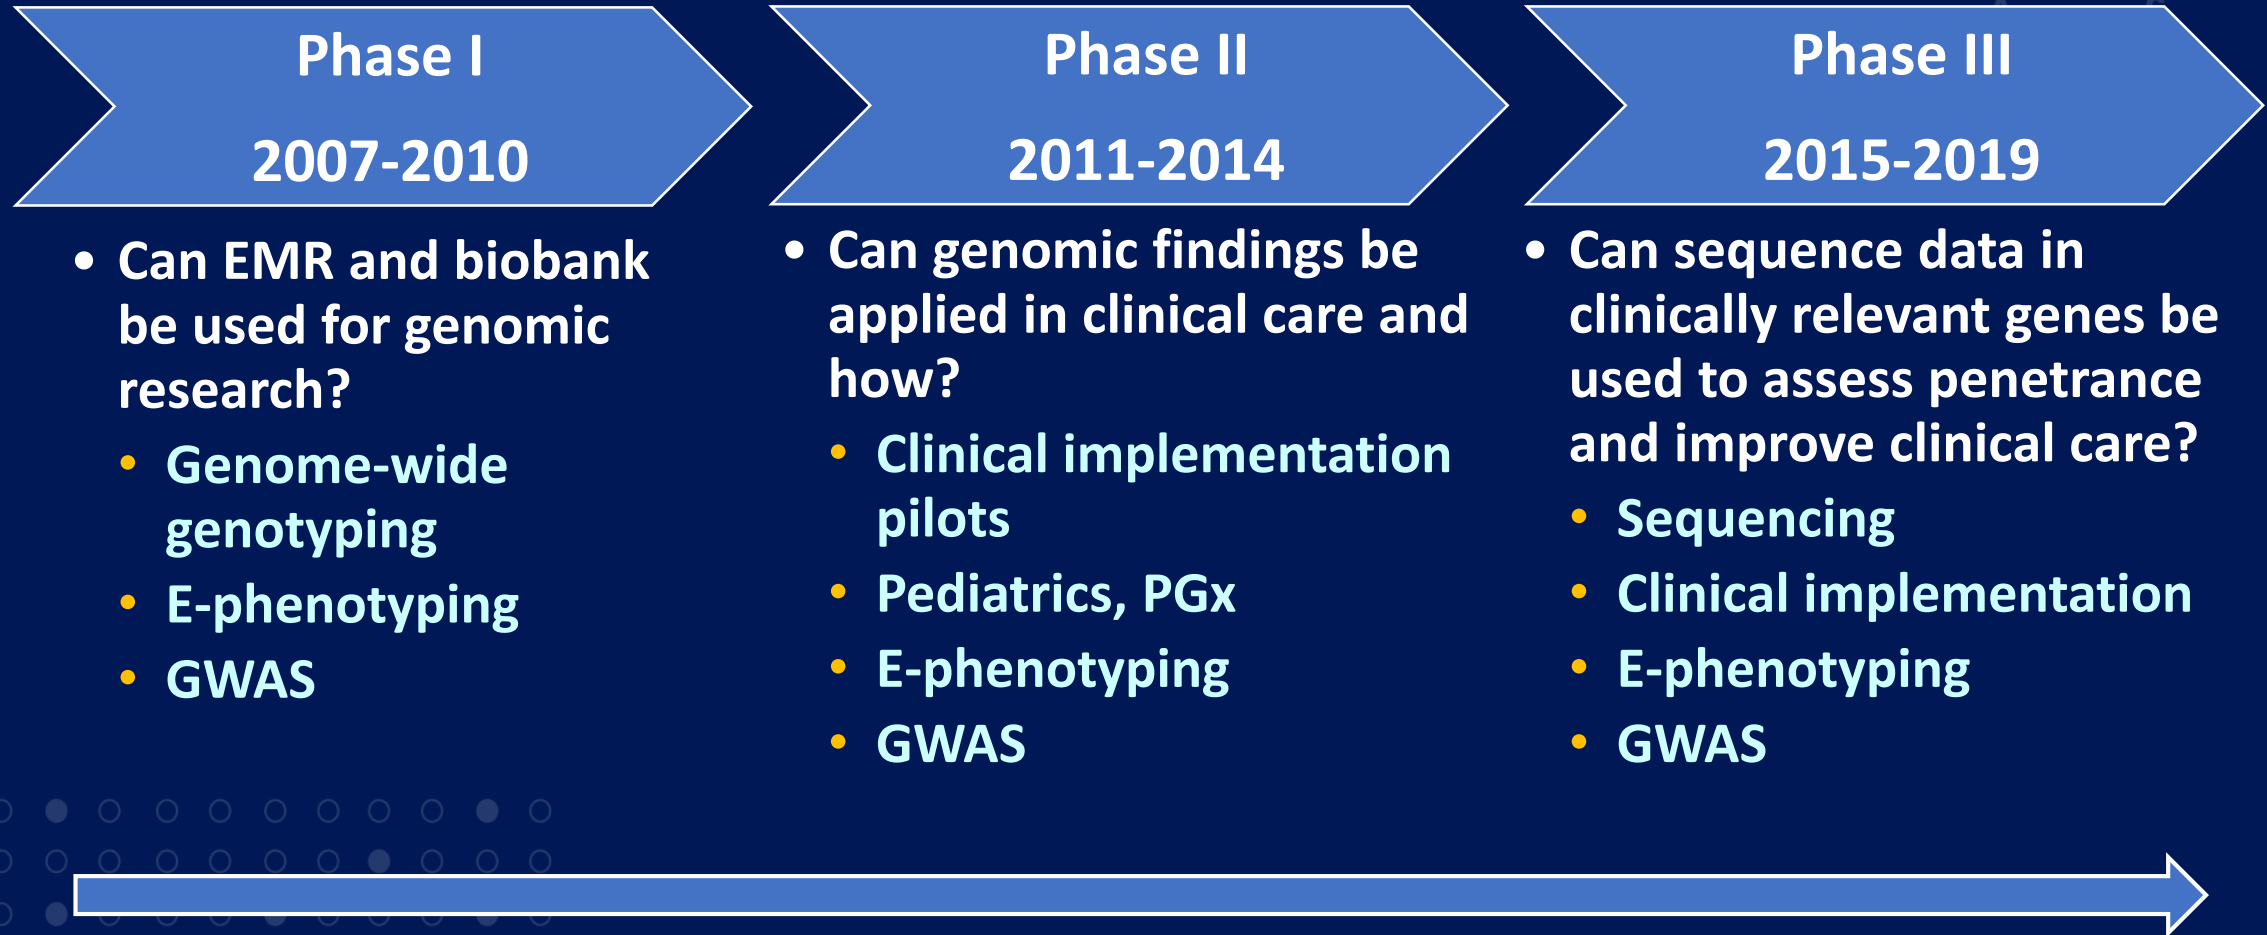 Phase I
2007-2010
• Can EMR and biobank
be used for genomic
research?
• Genome-wide
genotyping
• E-phenotyping
• GWAS
Phase II
2011-2014
• Can genomic findings be
applied in clinical care and
how?
• Clinical implementation
pilots
• Pediatrics, PGx
• E-phenotyping
• GWAS
Phase III
2015-2019
• Can sequence data in
clinically relevant genes be
used to assess penetrance
and improve clinical care?
• Sequencing
• Clinical implementation
• E-phenotyping
• GWAS